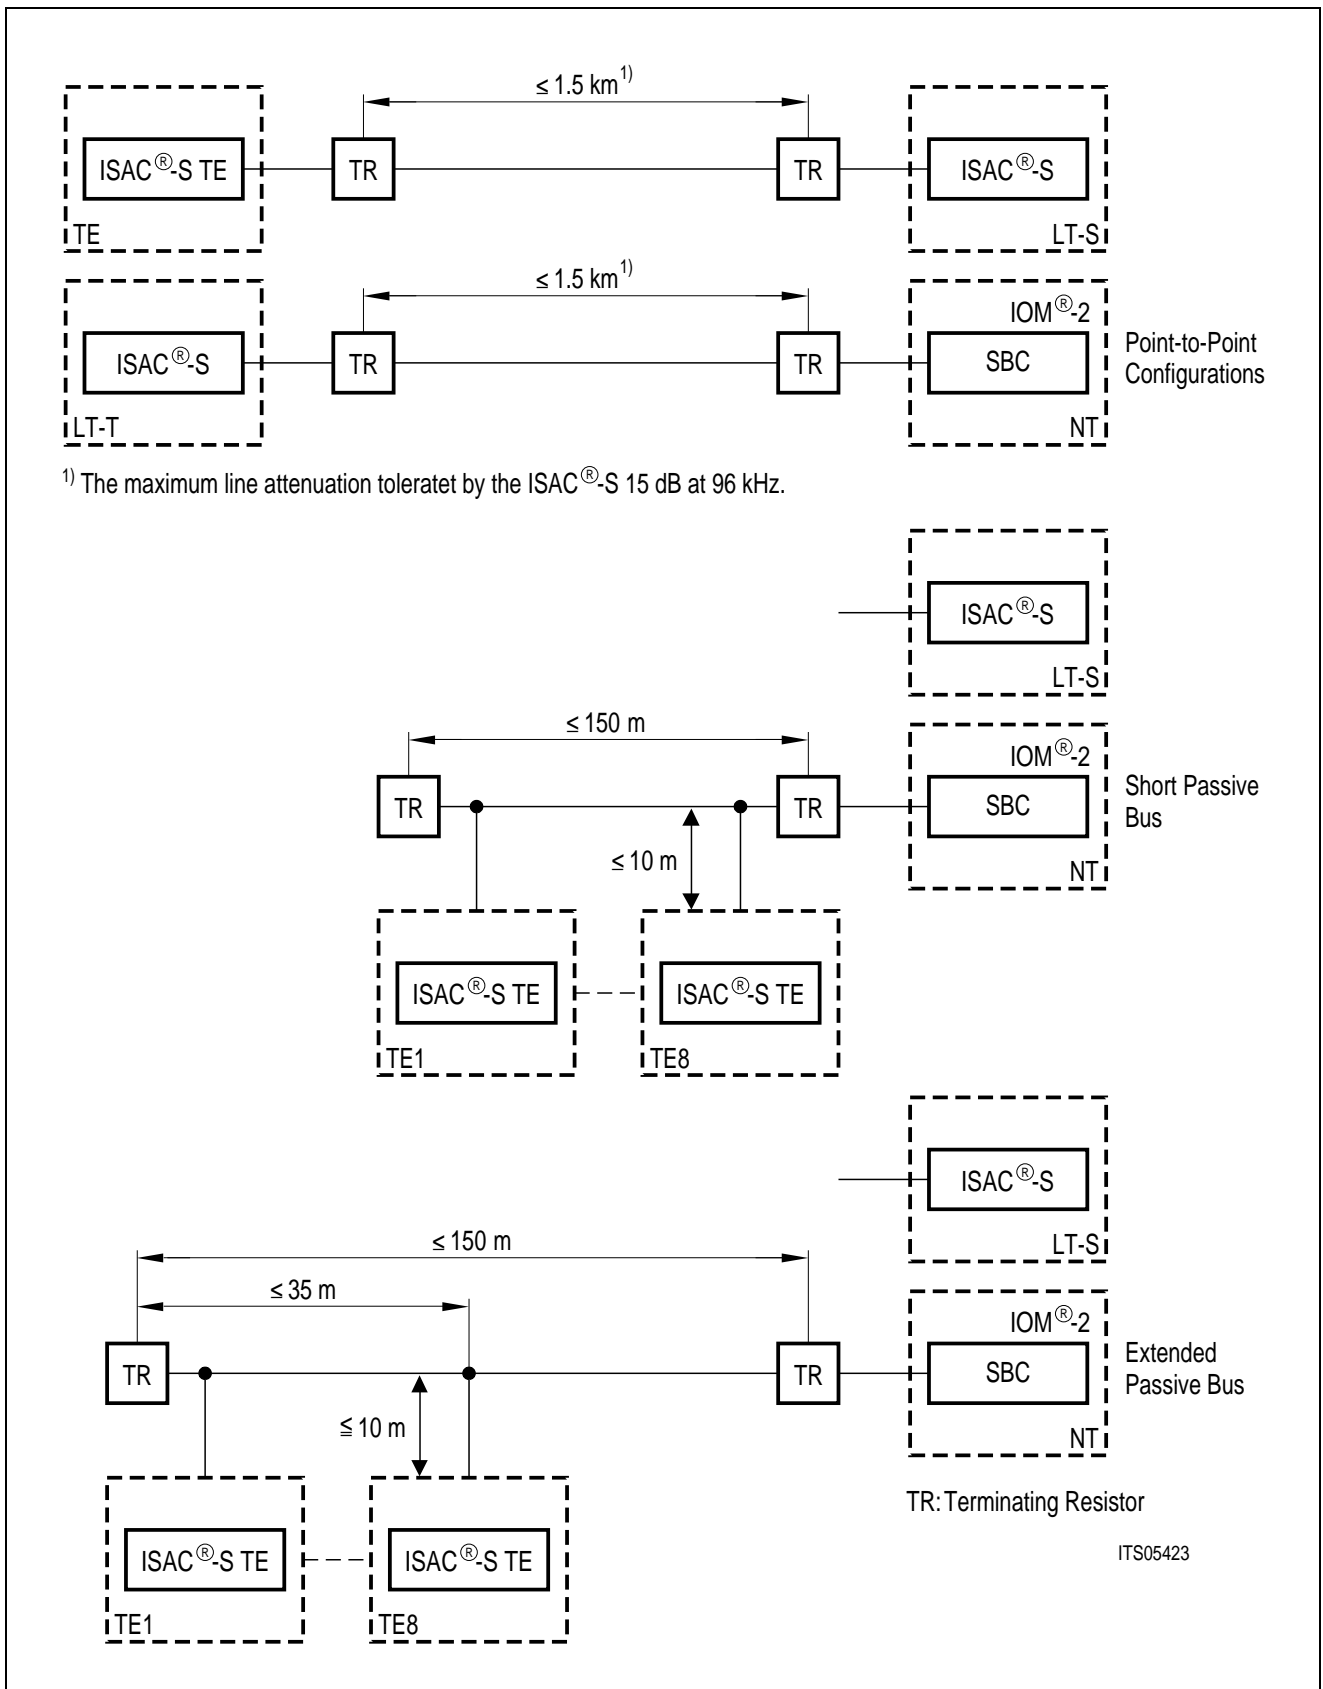 ≤ 1.5 km1)
ISAC®-S TE
TR
TR
ISAC®-S
TE
LT-S
≤ 1.5 km1)
IOM®-2
ISAC®-S
TR
TR
SBC
Point-to-Point
Configurations
LT-T
NT
1) The maximum line attenuation toleratet by the ISAC®-S 15 dB at 96 kHz.
ISAC®-S
LT-S
≤ 150 m
IOM®-2
TR
TR
SBC
Short Passive
Bus
≤ 10 m
NT
ISAC®-S TE
ISAC®-S TE
TE1
TE8
ISAC®-S
LT-S
≤ 150 m
≤ 35 m
IOM®-2
TR
TR
SBC
Extended
Passive Bus
≦ 10 m
NT
TR: Terminating Resistor
ISAC®-S TE
ISAC®-S TE
ITS05423
TE1
TE8